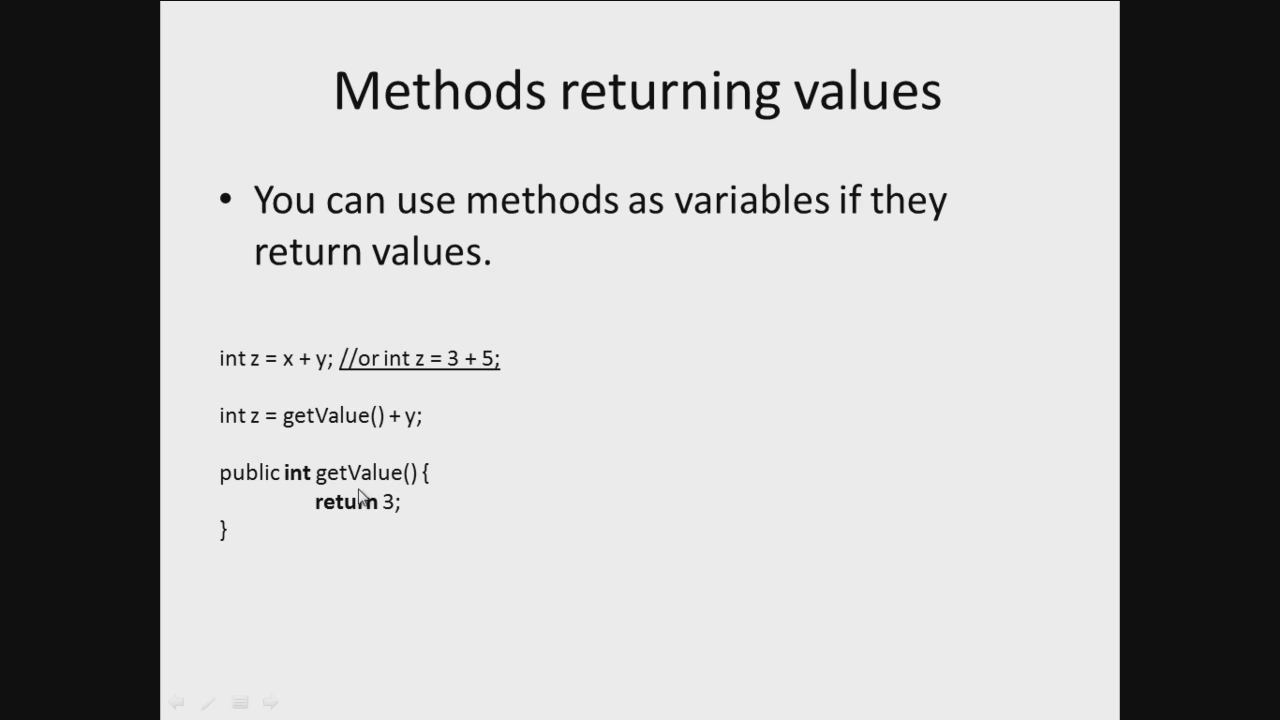 Methods returning values
• You can use methods as variables if they
return values.
int z = x + y; //or int z = 3 + 5;
int z = getValue() + y;
public int getValue() {
return 3;
}